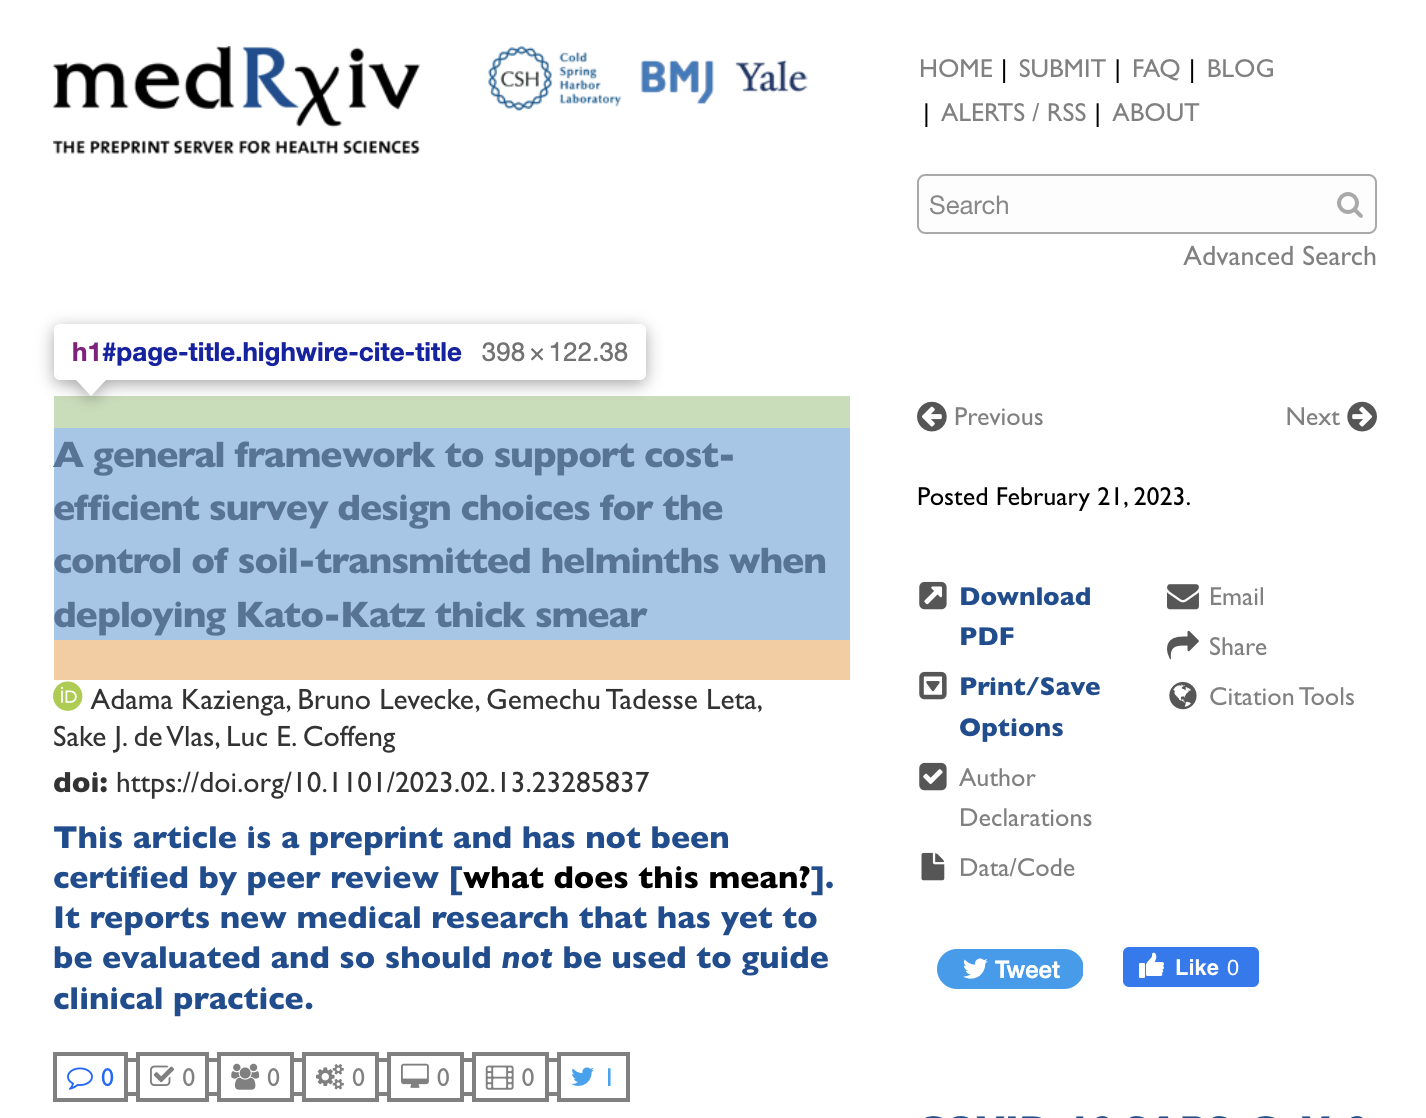 medRxiv
THE PREPRINT SERVER FOR HEALTH SCIENCES
CSH
Cold
Spring
Harbor
Laboratory
BMJ
Yale
HOME | SUBMIT | FAQ | BLOG
| ALERTS / RSS | ABOUT
Search
Advanced Search
h1#page-title.highwire-cite-title 398 × 122.38
A general framework to support cost-
efficient survey design choices for the
control of soil-transmitted helminths when
deploying Kato-Katz thick smear
iD Adama Kazienga, Bruno Levecke, Gemechu Tadesse Leta,
Sake J. de Vlas, Luc E. Coffeng
doi: https://doi.org/10.1101/2023.02.13.23285837
This article is a preprint and has not been
certified by peer review [what does this mean?].
It reports new medical research that has yet to
be evaluated and so should not be used to guide
clinical practice.
0 0 0 0 0 0 1
Previous
Next
Posted February 21, 2023.
Download
PDF
Print/Save
Options
Author
Declarations
Data/Code
Email
Share
Citation Tools
Tweet
Like 0